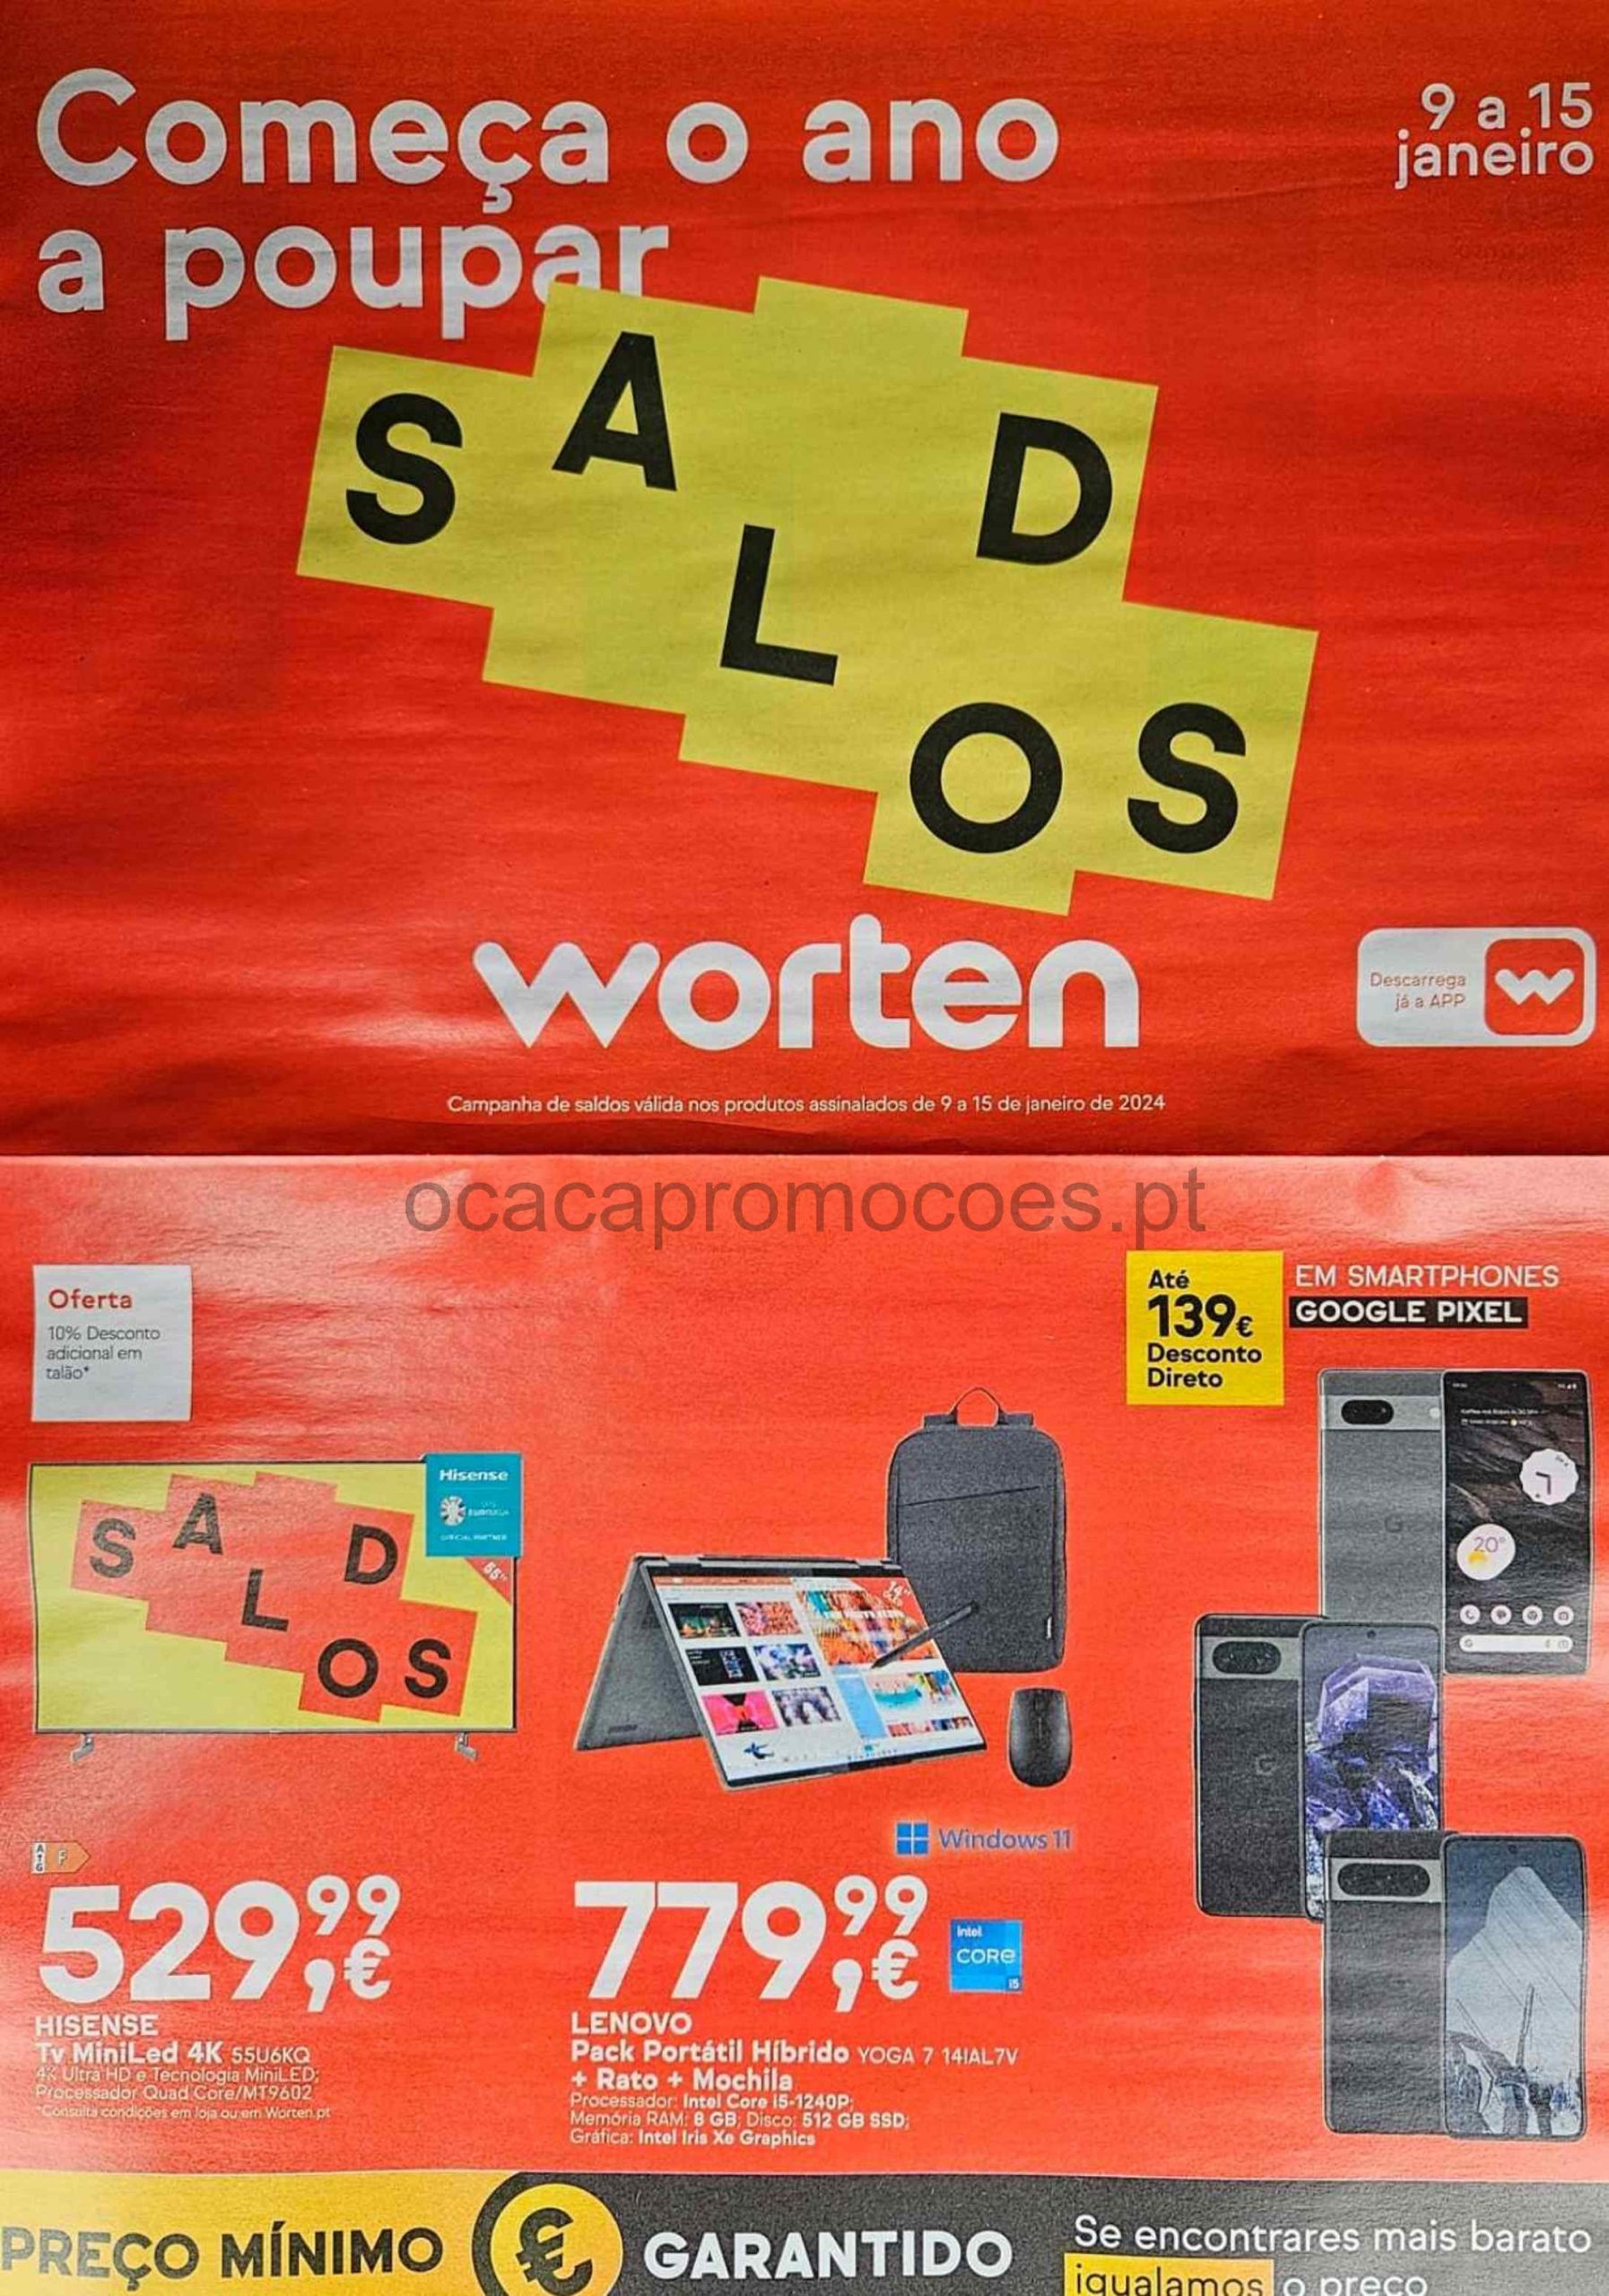 Começa o ano
a poupar
9 a 15
janeiro
SALDOS
worten
Descarrega
já a APP
Campanha de saldos válida nos produtos assinalados de 9 a 15 de janeiro de 2024
ocacapromocoes.pt
Oferta
10% Desconto
adicional em
talão*
Até
139€
Desconto
Direto
EM SMARTPHONES
GOOGLE PIXEL
Hisense
OFFICIAL PARTNER
55"
SALDOS
14"
20°
Windows 11
F
529,99€
HISENSE
Tv MiniLed 4K 55U6KQ
4K Ultra HD e Tecnologia MiniLED;
Processador Quad Core/MT9602
*Consulta condições em loja ou em Worten.pt
779,99€
intel
CORE
i5
LENOVO
Pack Portátil Híbrido YOGA 7 14IAL7V
+ Rato + Mochila
Processador: Intel Core i5-1240P;
Memória RAM: 8 GB; Disco: 512 GB SSD;
Gráfica: Intel Iris Xe Graphics
PREÇO MÍNIMO € GARANTIDO
Se encontrares mais barato
igualamos o preço